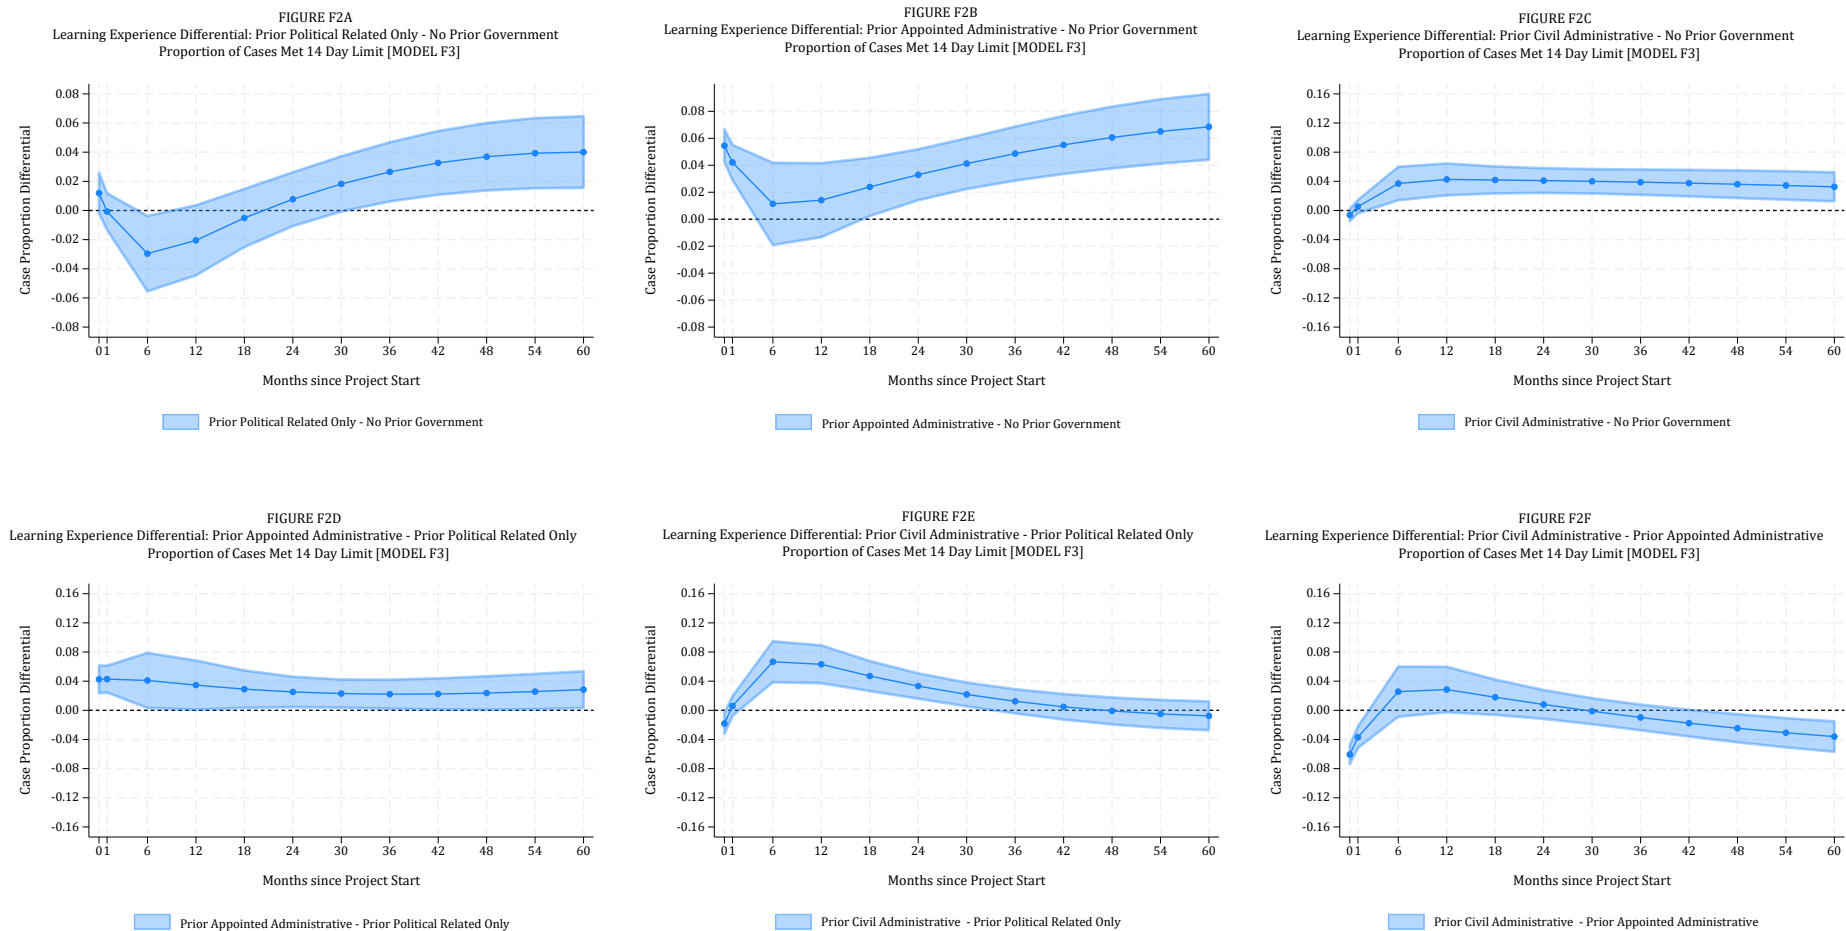 FIGURE F2A
Learning Experience Differential: Prior Political Related Only - No Prior Government
Proportion of Cases Met 14 Day Limit [MODEL F3]
Case Proportion Differential
0.08
0.06
0.04
0.02
0.00
-0.02
-0.04
-0.06
-0.08
0 1 6 12 18 24 30 36 42 48 54 60
Months since Project Start
Prior Political Related Only - No Prior Government
FIGURE F2B
Learning Experience Differential: Prior Appointed Administrative - No Prior Government
Proportion of Cases Met 14 Day Limit [MODEL F3]
Case Proportion Differential
0.08
0.06
0.04
0.02
0.00
-0.02
-0.04
-0.06
-0.08
0 1 6 12 18 24 30 36 42 48 54 60
Months since Project Start
Prior Appointed Administrative - No Prior Government
FIGURE F2C
Learning Experience Differential: Prior Civil Administrative - No Prior Government
Proportion of Cases Met 14 Day Limit [MODEL F3]
Case Proportion Differential
0.16
0.12
0.08
0.04
0.00
-0.04
-0.08
-0.12
-0.16
0 1 6 12 18 24 30 36 42 48 54 60
Months since Project Start
Prior Civil Administrative - No Prior Government
FIGURE F2D
Learning Experience Differential: Prior Appointed Administrative - Prior Political Related Only
Proportion of Cases Met 14 Day Limit [MODEL F3]
Case Proportion Differential
0.16
0.12
0.08
0.04
0.00
-0.04
-0.08
-0.12
-0.16
0 1 6 12 18 24 30 36 42 48 54 60
Months since Project Start
Prior Appointed Administrative - Prior Political Related Only
FIGURE F2E
Learning Experience Differential: Prior Civil Administrative - Prior Political Related Only
Proportion of Cases Met 14 Day Limit [MODEL F3]
Case Proportion Differential
0.16
0.12
0.08
0.04
0.00
-0.04
-0.08
-0.12
-0.16
0 1 6 12 18 24 30 36 42 48 54 60
Months since Project Start
Prior Civil Administrative - Prior Political Related Only
FIGURE F2F
Learning Experience Differential: Prior Civil Administrative - Prior Appointed Administrative
Proportion of Cases Met 14 Day Limit [MODEL F3]
Case Proportion Differential
0.16
0.12
0.08
0.04
0.00
-0.04
-0.08
-0.12
-0.16
0 1 6 12 18 24 30 36 42 48 54 60
Months since Project Start
Prior Civil Administrative - Prior Appointed Administrative